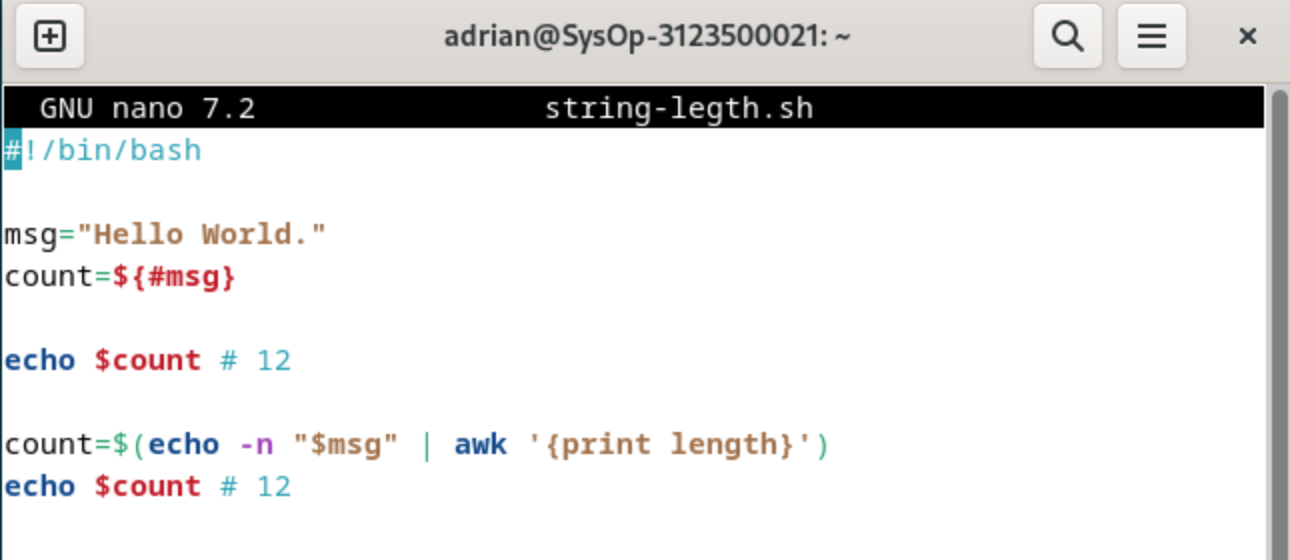 adrian@SysOp-3123500021: ~
GNU nano 7.2 string-legth.sh
#!/bin/bash
msg="Hello World."
count=${#msg}
echo $count # 12
count=$(echo -n "$msg" | awk '{print length}')
echo $count # 12